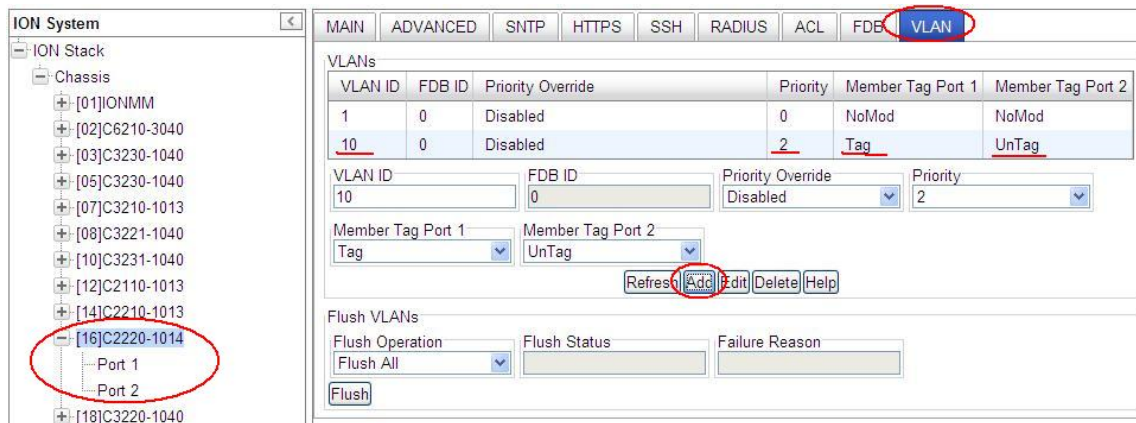 ION System
ION Stack
Chassis
[01]IONMM
[02]C6210-3040
[03]C3230-1040
[05]C3230-1040
[07]C3210-1013
[08]C3221-1040
[10]C3231-1040
[12]C2110-1013
[14]C2210-1013
[16]C2220-1014
Port 1
Port 2
[18]C3220-1040
MAIN ADVANCED SNTP HTTPS SSH RADIUS ACL FDB VLAN
VLANs
VLAN ID FDB ID Priority Override Priority Member Tag Port 1 Member Tag Port 2
1 0 Disabled 0 NoMod NoMod
10 0 Disabled 2 Tag UnTag
VLAN ID FDB ID Priority Override Priority
10 0 Disabled 2
Member Tag Port 1 Member Tag Port 2
Tag UnTag
Refresh Add Edit Delete Help
Flush VLANs
Flush Operation Flush Status Failure Reason
Flush All
Flush